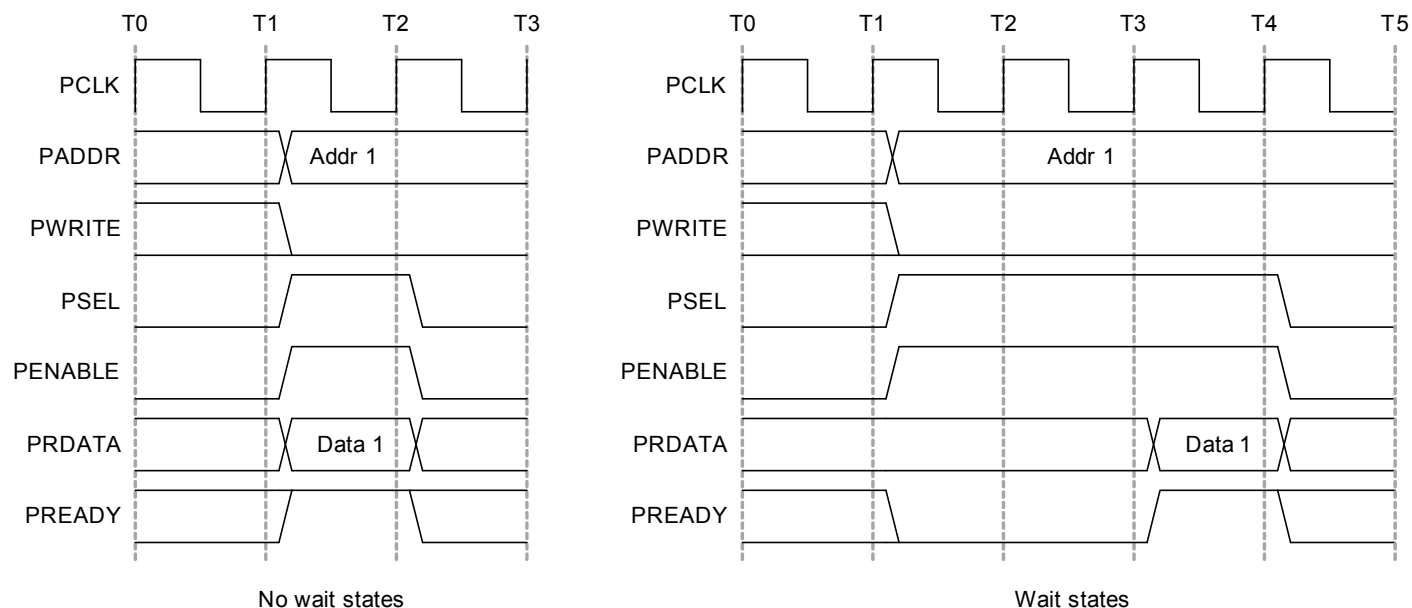 T0 T1 T2 T3 T0 T1 T2 T3 T4 T5
PCLK PCLK
PADDR Addr 1 PADDR Addr 1
PWRITE PWRITE
PSEL PSEL
PENABLE PENABLE
PRDATA Data 1 PRDATA Data 1
PREADY PREADY
No wait states Wait states